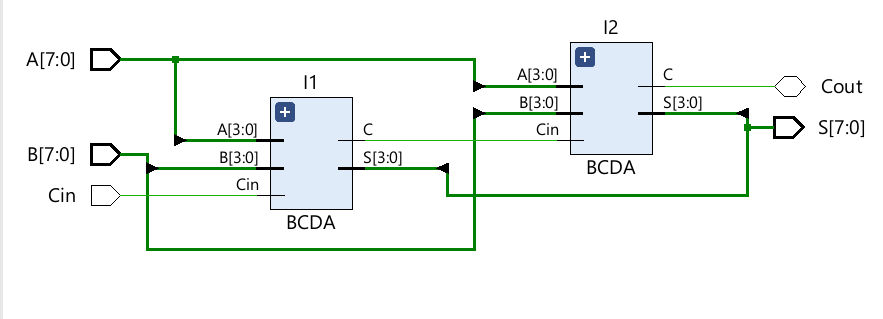 I2
A[7:0]
I1
A[3:0]
C
Cout
B[3:0]
S[3:0]
S[7:0]
A[3:0]
C
Cin
B[7:0]
B[3:0]
S[3:0]
BCDA
Cin
Cin
BCDA